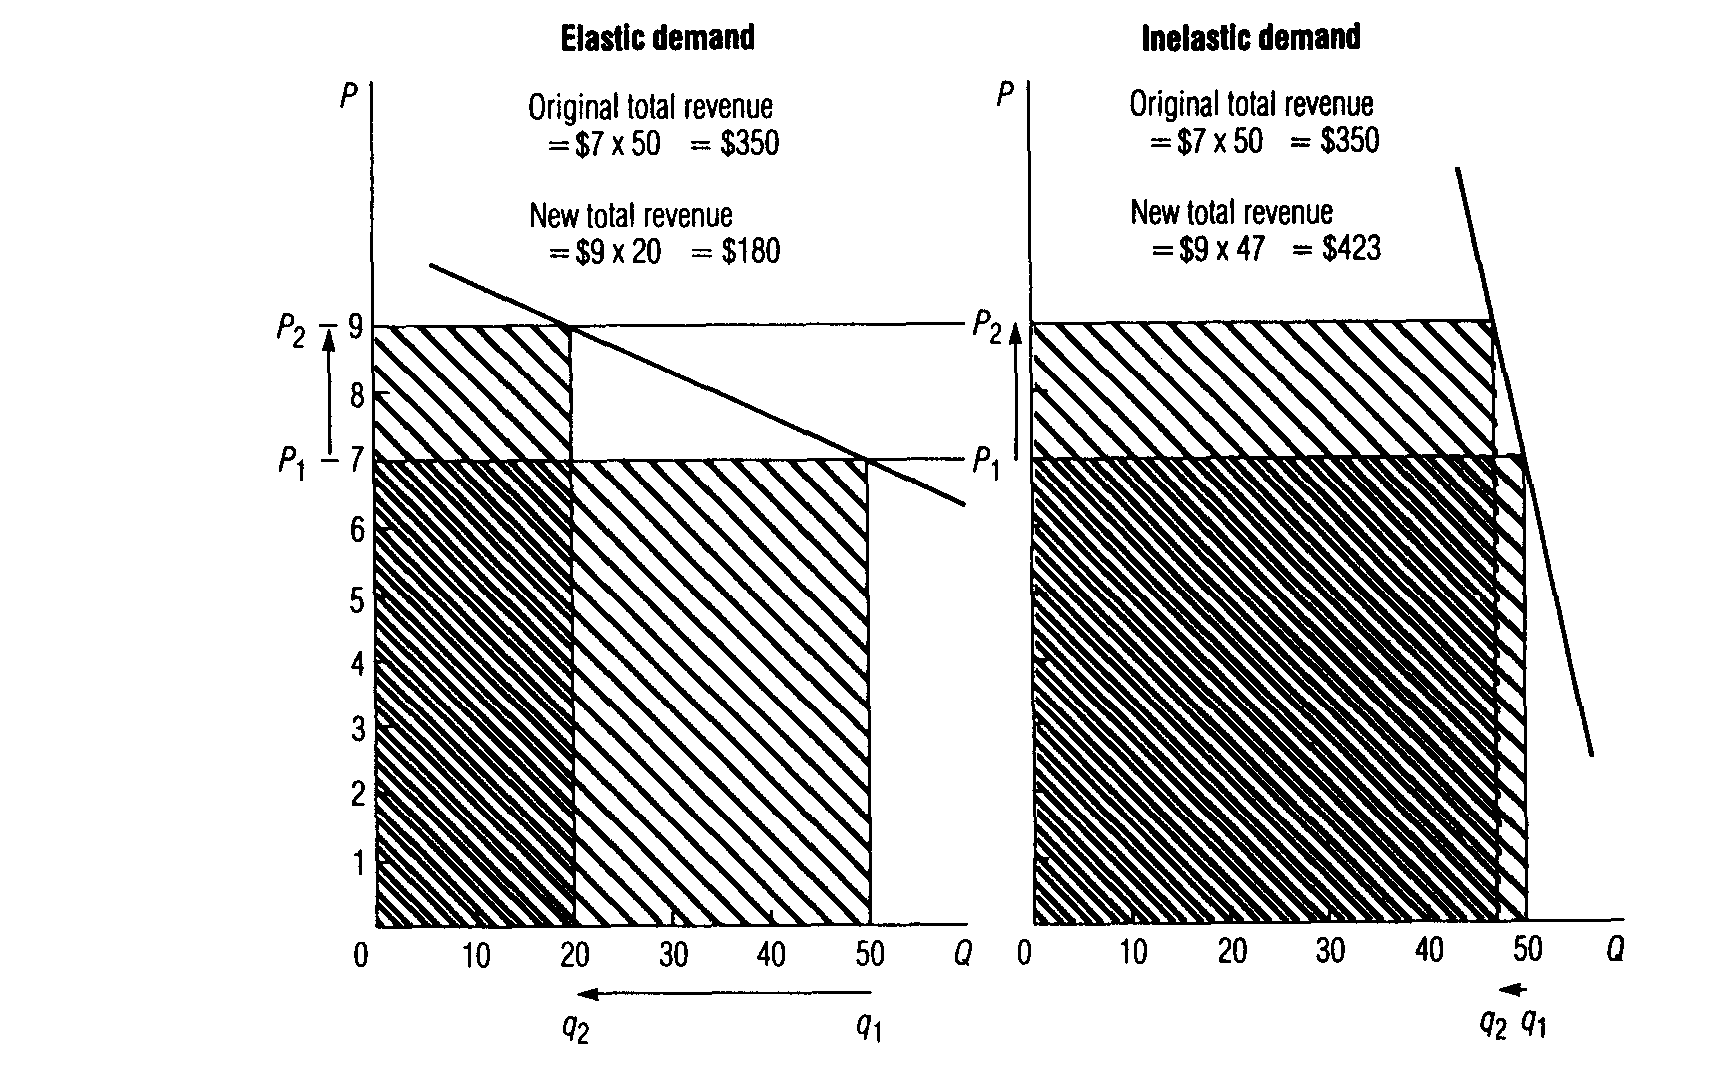 Elastic demand
P
Original total revenue
= $7 x 50 = $350
New total revenue
= $9 x 20 = $180
P2 9
8
P1 7
6
5
4
3
2
1
0 10 20 30 40 50 Q
q2 q1
Inelastic demand
P
Original total revenue
= $7 x 50 = $350
New total revenue
= $9 x 47 = $423
P2
P1
0 10 20 30 40 50 Q
q2 q1